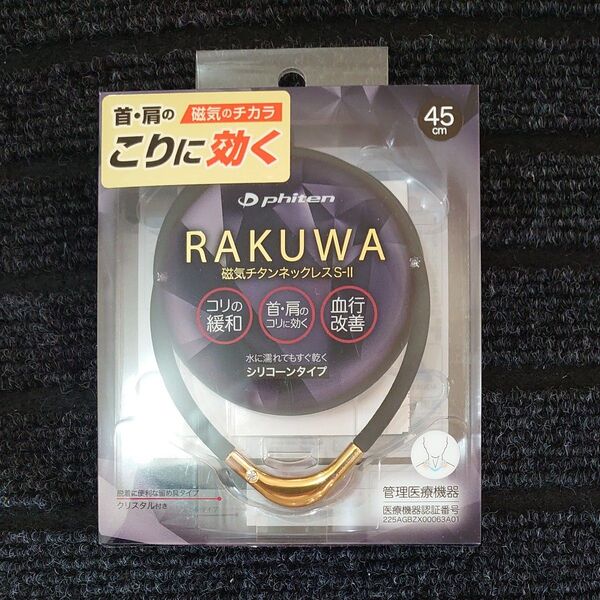 首・肩の
磁気のチカラ
こりに効く
45
cm
phiten
RAKUWA
磁気チタンネックレスS-II
コリの
緩和
首・肩の
コリに効く
血行
改善
水に濡れてもすぐ乾く
シリコーンタイプ
脱着に便利な留め具タイプ
クリスタル付き
管理医療機器
医療機器認証番号
225AGBZX00063A01